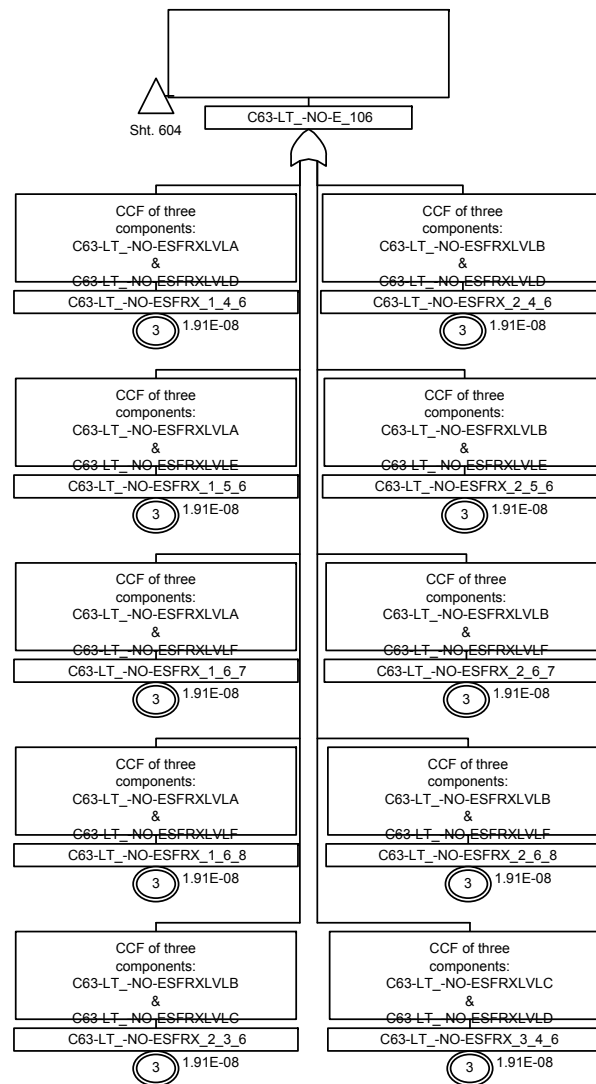 C63-LT_-NO-E_106
Sht. 604
CCF of three
components:
C63-LT_-NO-ESFRXLVLA
&
C63-LT_-NO-ESFRXLVLD
C63-LT_-NO-ESFRX_1_4_6
3
1.91E-08
CCF of three
components:
C63-LT_-NO-ESFRXLVLB
&
C63-LT_-NO-ESFRXLVLD
C63-LT_-NO-ESFRX_2_4_6
3
1.91E-08
CCF of three
components:
C63-LT_-NO-ESFRXLVLA
&
C63-LT_-NO-ESFRXLVLE
C63-LT_-NO-ESFRX_1_5_6
3
1.91E-08
CCF of three
components:
C63-LT_-NO-ESFRXLVLB
&
C63-LT_-NO-ESFRXLVLE
C63-LT_-NO-ESFRX_2_5_6
3
1.91E-08
CCF of three
components:
C63-LT_-NO-ESFRXLVLA
&
C63-LT_-NO-ESFRXLVLF
C63-LT_-NO-ESFRX_1_6_7
3
1.91E-08
CCF of three
components:
C63-LT_-NO-ESFRXLVLB
&
C63-LT_-NO-ESFRXLVLF
C63-LT_-NO-ESFRX_2_6_7
3
1.91E-08
CCF of three
components:
C63-LT_-NO-ESFRXLVLA
&
C63-LT_-NO-ESFRXLVLF
C63-LT_-NO-ESFRX_1_6_8
3
1.91E-08
CCF of three
components:
C63-LT_-NO-ESFRXLVLB
&
C63-LT_-NO-ESFRXLVLF
C63-LT_-NO-ESFRX_2_6_8
3
1.91E-08
CCF of three
components:
C63-LT_-NO-ESFRXLVLB
&
C63-LT_-NO-ESFRXLVLC
C63-LT_-NO-ESFRX_2_3_6
3
1.91E-08
CCF of three
components:
C63-LT_-NO-ESFRXLVLC
&
C63-LT_-NO-ESFRXLVLD
C63-LT_-NO-ESFRX_3_4_6
3
1.91E-08